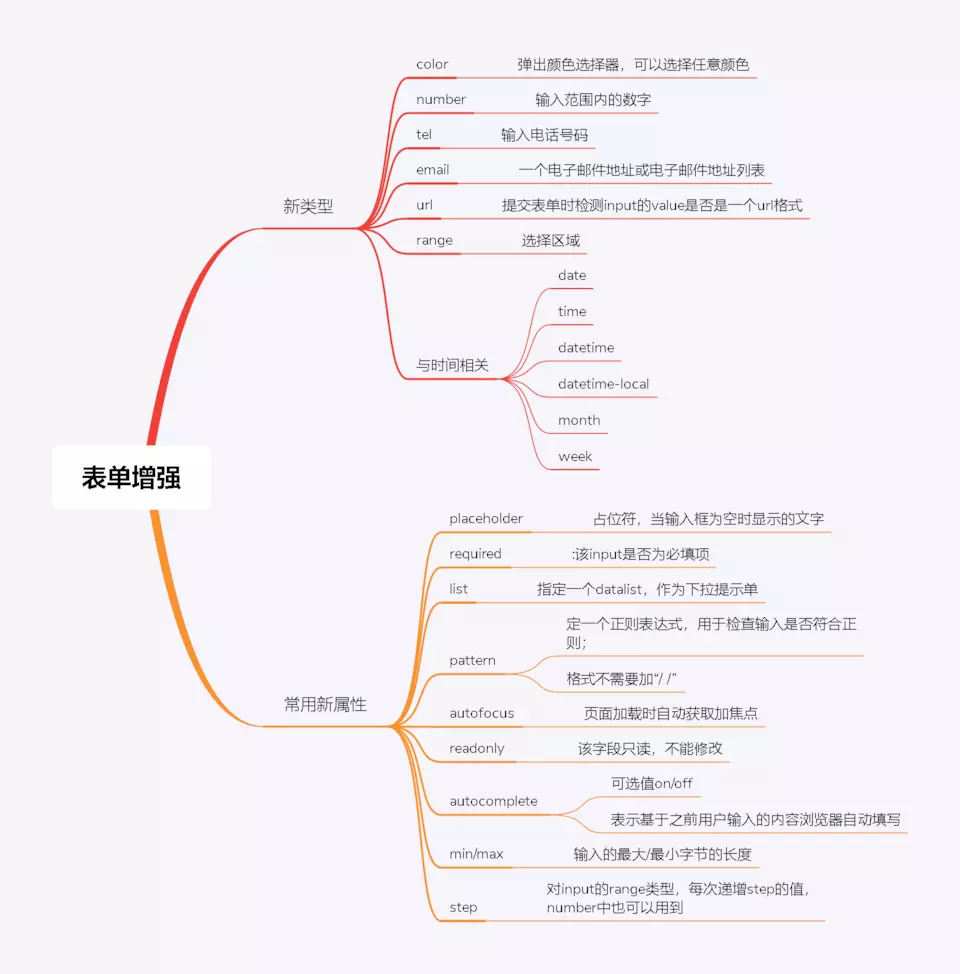 表单增强
新类型
color
弹出颜色选择器，可以选择任意颜色
number
输入范围内的数字
tel
输入电话号码
email
一个电子邮件地址或电子邮件地址列表
url
提交表单时检测input的value是否是一个url格式
range
选择区域
与时间相关
date
time
datetime
datetime-local
month
week
常用新属性
placeholder
占位符，当输入框为空时显示的文字
required
:该input是否为必填项
list
指定一个datalist，作为下拉提示单
pattern
定一个正则表达式，用于检查输入是否符合正
则；
格式不需要加“/ /”
autofocus
页面加载时自动获取加焦点
readonly
该字段只读，不能修改
autocomplete
可选值on/off
表示基于之前用户输入的内容浏览器自动填写
min/max
输入的最大/最小字节的长度
step
对input的range类型，每次递增step的值，
number中也可以用到